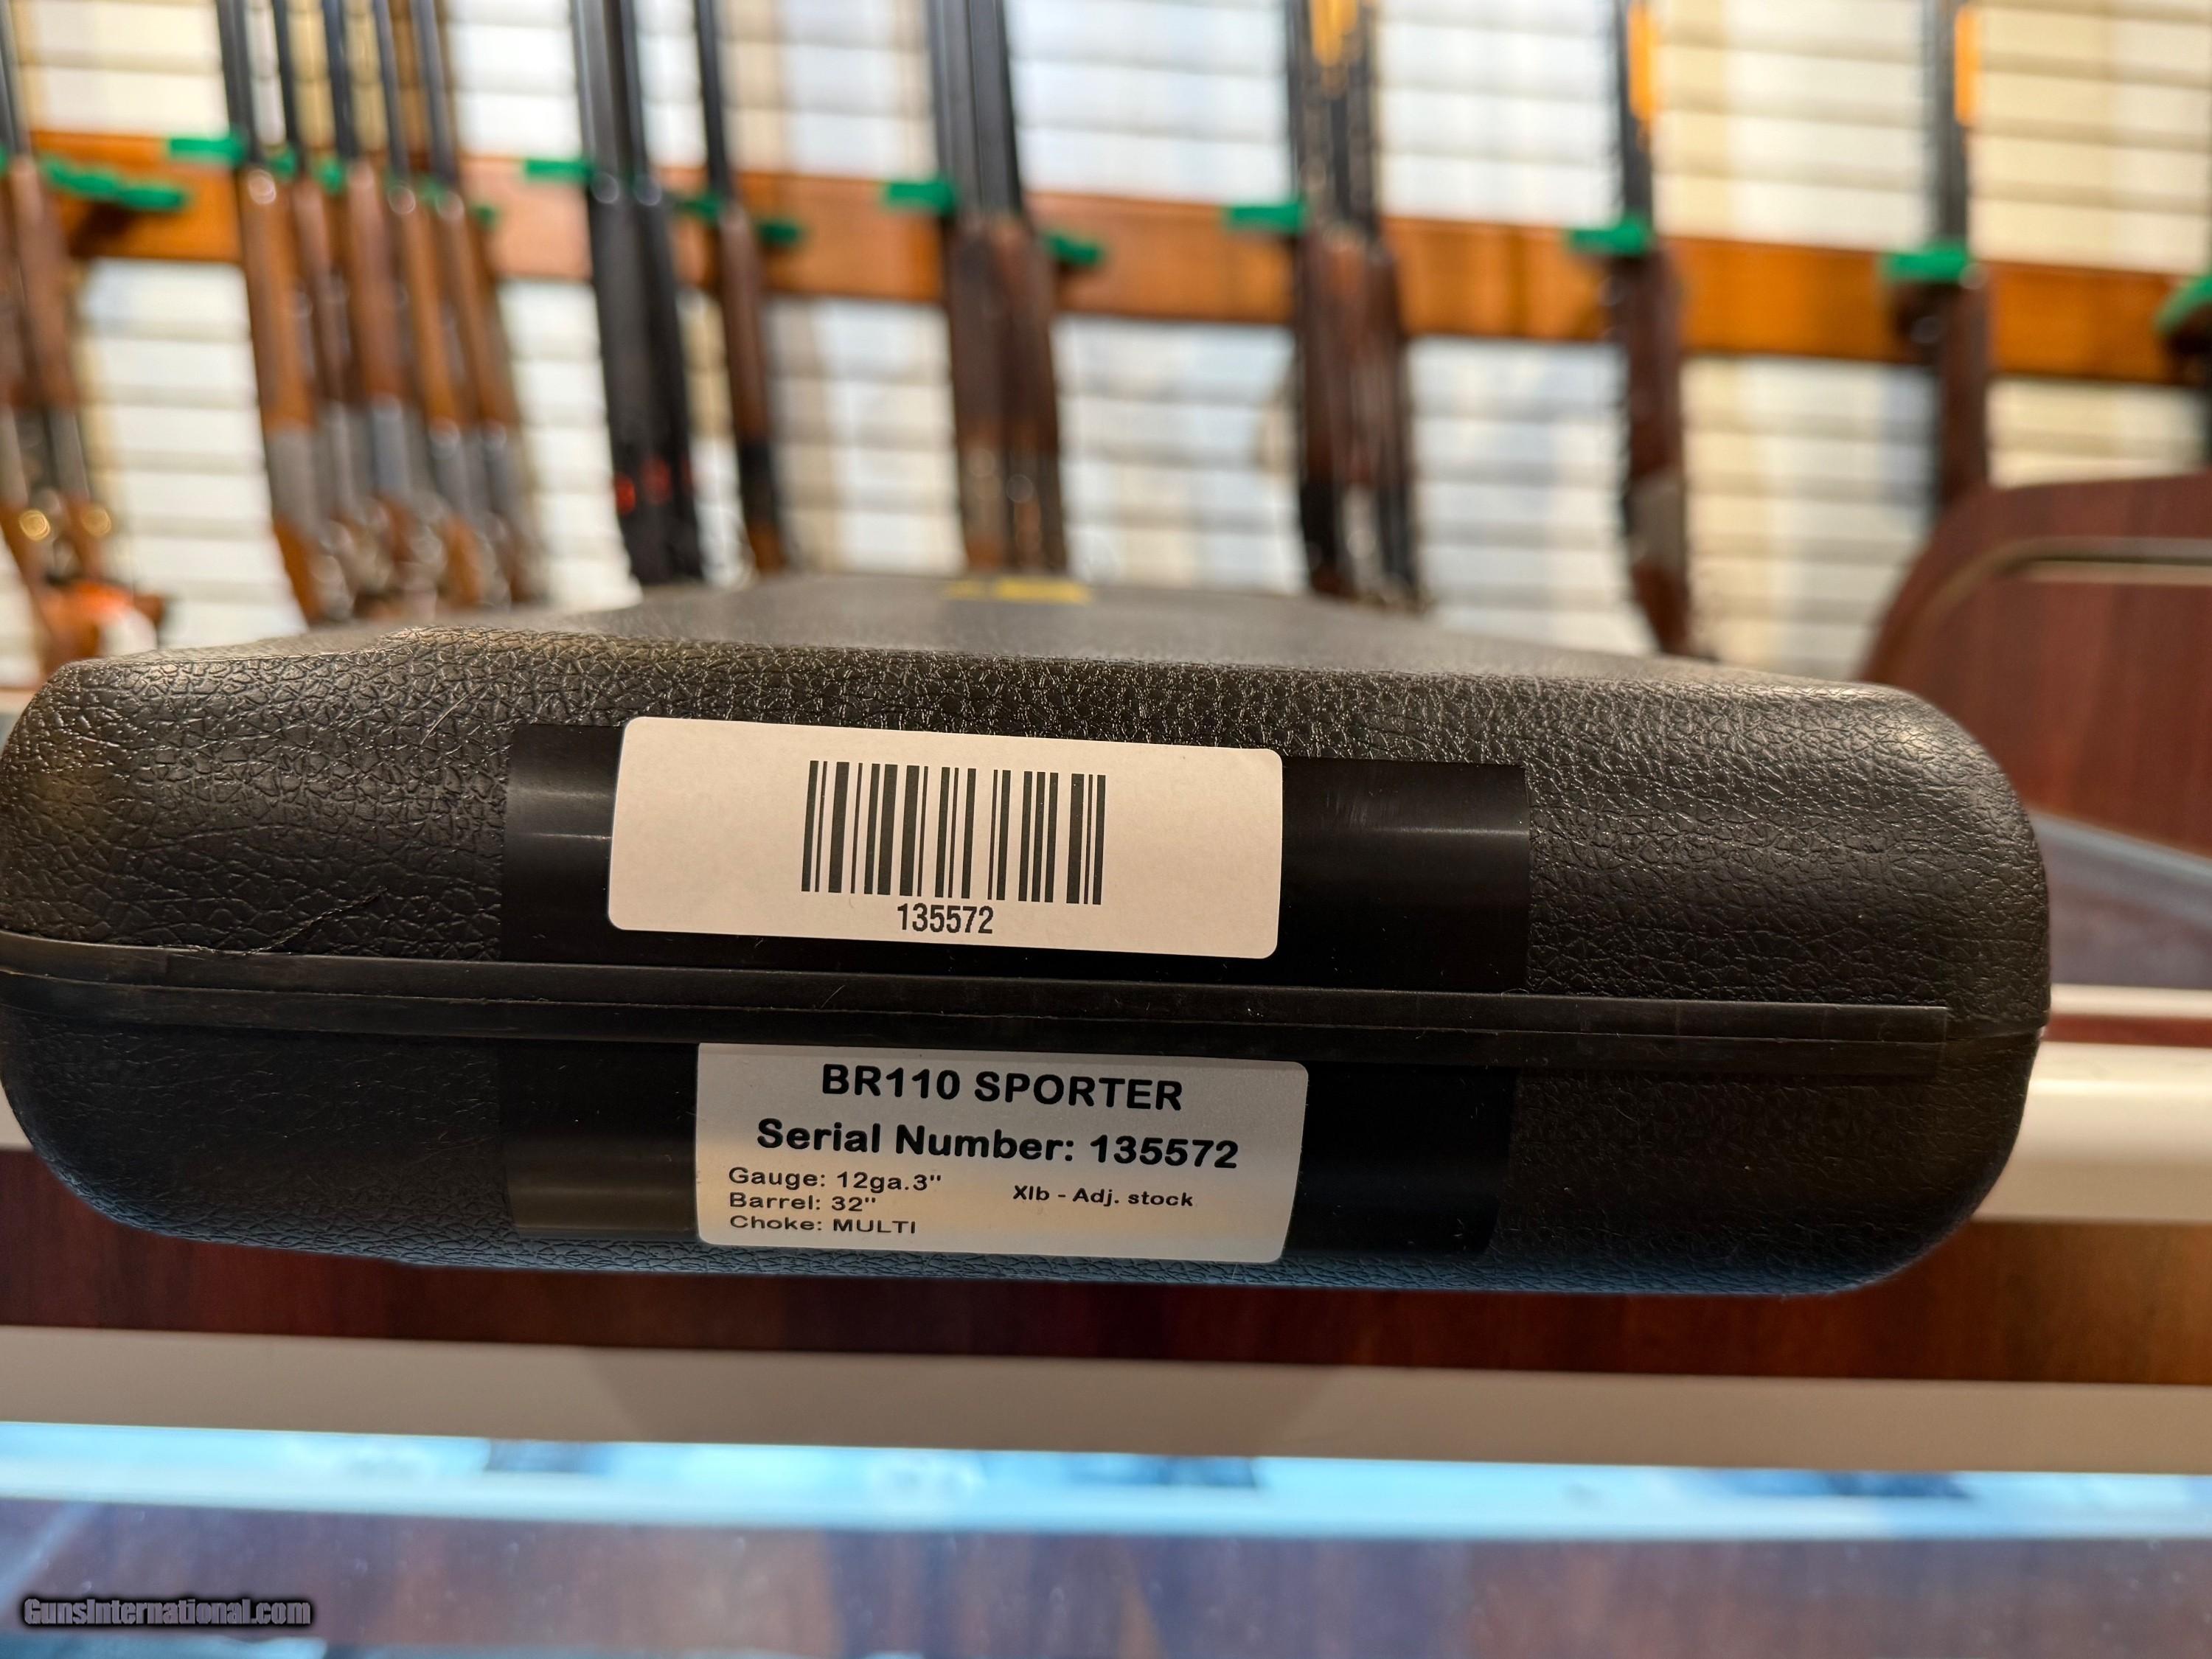 135572
BR110 SPORTER
Serial Number: 135572
Gauge: 12ga.3" Xlb - Adj. stock
Barrel: 32"
Choke: MULTI
GunsInternational.com